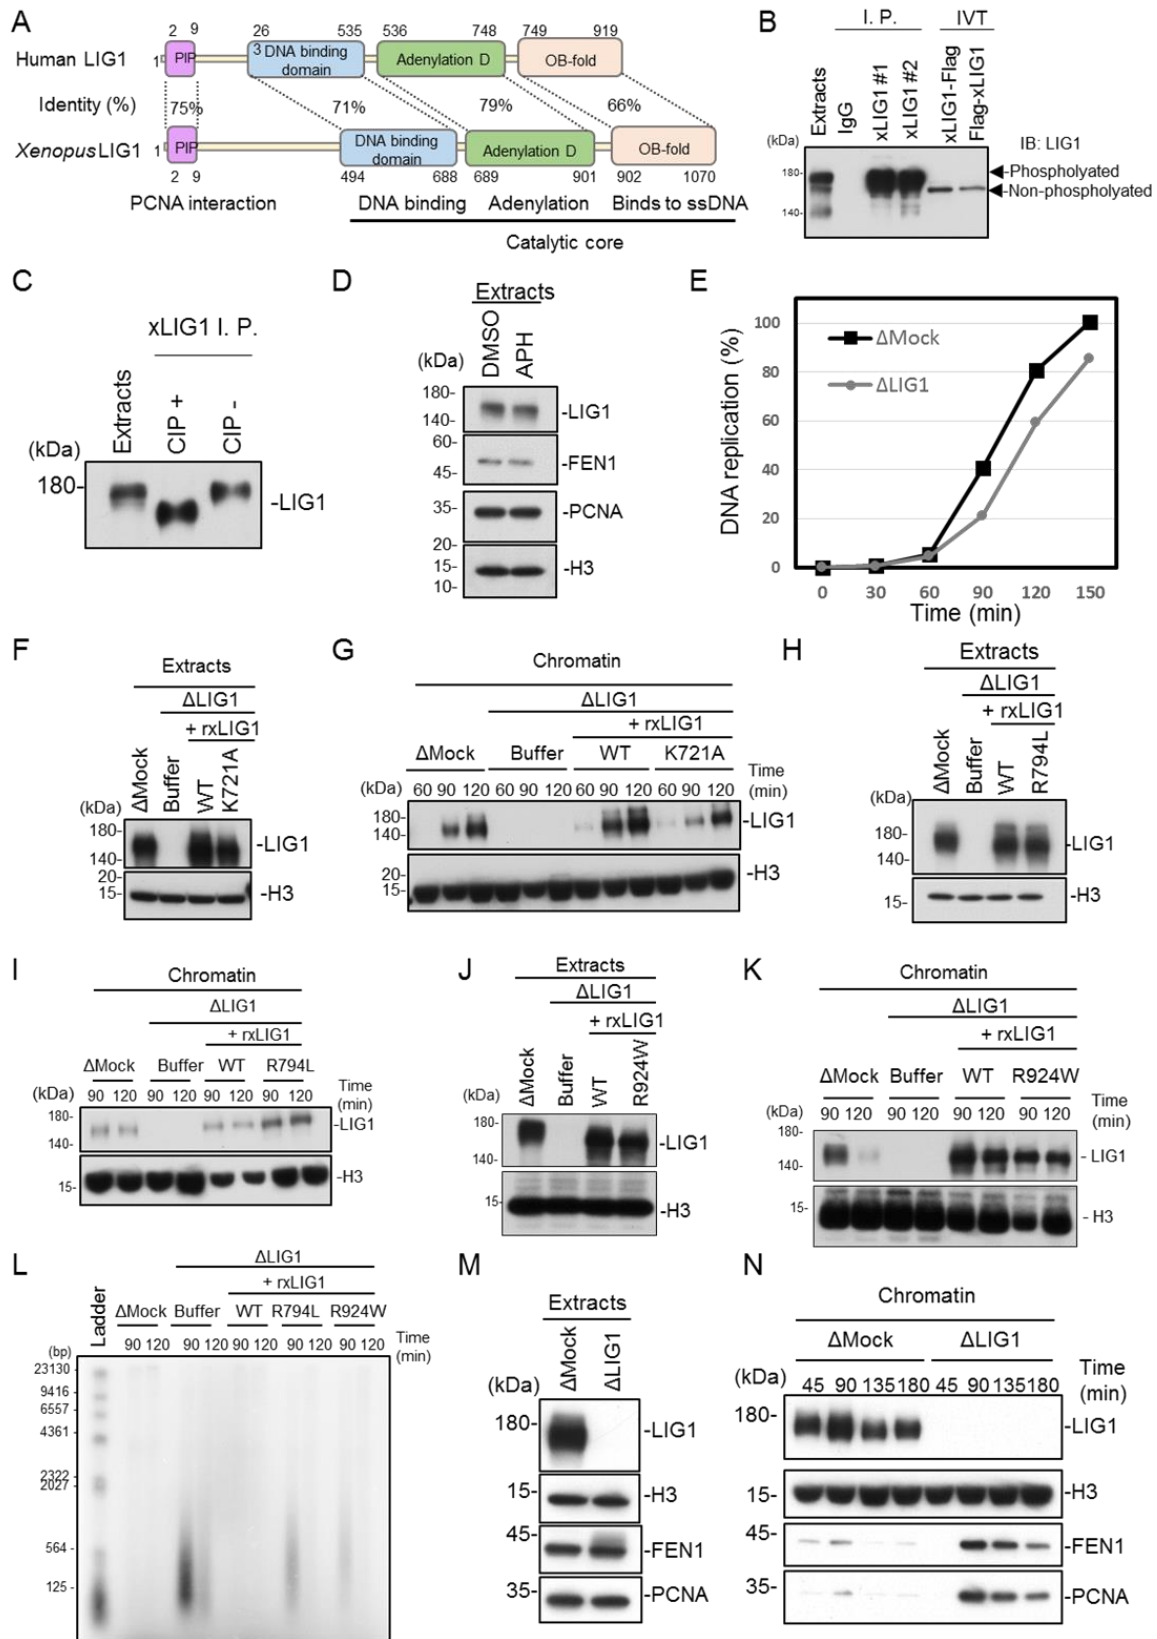 A
2 9 26 535 536 748 749 919
Human LIG1 1 PIP 3 DNA binding domain Adenylation D OB-fold
Identity (%) 75% 71% 79% 66%
Xenopus LIG1 1 PIP DNA binding domain Adenylation D OB-fold
2 9 494 688 689 901 902 1070
PCNA interaction DNA binding Adenylation Binds to ssDNA
Catalytic core
B
I. P. IVT
Extracts IgG xLIG1 #1 xLIG1 #2 xLIG1-Flag Flag-xLIG1
IB: LIG1
(kDa)
180- -Phospholyated
-Non-phospholyated
140-
C
xLIG1 I. P.
Extracts CIP + CIP -
(kDa)
180- -LIG1
D
Extracts
DMSO APH
(kDa)
180-
140- -LIG1
60-
45- -FEN1
35- -PCNA
20-
15- -H3
10-
E
DNA replication (%)
100
80
60
40
20
0
ΔMock
ΔLIG1
0 30 60 90 120 150
Time (min)
F
Extracts
ΔLIG1
+ rxLIG1
ΔMock Buffer WT K721A
(kDa)
180-
140- -LIG1
20-
15- -H3
G
Chromatin
ΔLIG1
+ rxLIG1
ΔMock Buffer WT K721A Time
(kDa) 60 90 120 60 90 120 60 90 120 60 90 120 (min)
180-
140- -LIG1
20-
15- -H3
H
Extracts
ΔLIG1
+ rxLIG1
ΔMock Buffer WT R794L
(kDa)
180-
140- -LIG1
15- -H3
I
Chromatin
ΔLIG1
+ rxLIG1
ΔMock Buffer WT R794L Time
(kDa) 90 120 90 120 90 120 90 120 (min)
180- -LIG1
140-
15- -H3
J
Extracts
ΔLIG1
+ rxLIG1
ΔMock Buffer WT R924W
(kDa)
180-
-LIG1
140-
15- -H3
K
Chromatin
ΔLIG1
+ rxLIG1
ΔMock Buffer WT R924W Time
(kDa) 90 120 90 120 90 120 90 120 (min)
180-
- LIG1
140-
15- - H3
L
ΔLIG1
+ rxLIG1
Ladder ΔMock Buffer WT R794L R924W
(bp) 90 120 90 120 90 120 90 120 90 120 Time (min)
23130 -
9416 -
6557 -
4361 -
2322 -
2027 -
564 -
125 -
M
Extracts
ΔMock ΔLIG1
(kDa)
180- -LIG1
15- -H3
45- -FEN1
35- -PCNA
N
Chromatin
ΔMock ΔLIG1
(kDa) 45 90 135 180 45 90 135 180 Time (min)
180- -LIG1
15- -H3
45- -FEN1
35- -PCNA